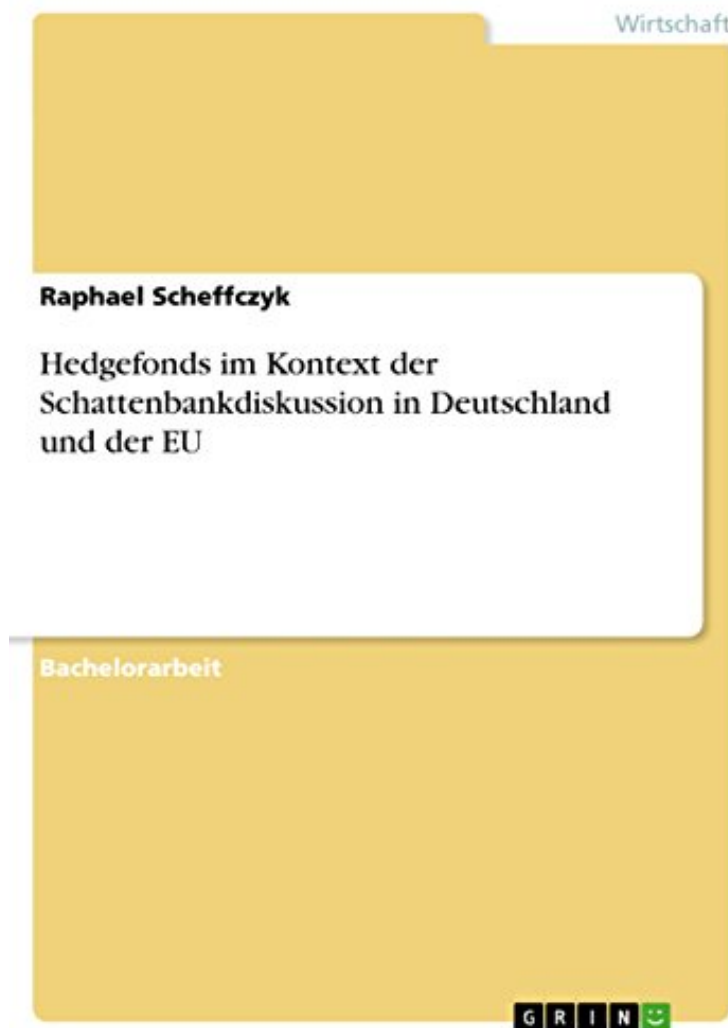 Wirtschaft
Raphael Scheffczyk
Hedgefonds im Kontext der
Schattenbankdiskussion in Deutschland
und der EU
Bachelorarbeit
GRIN